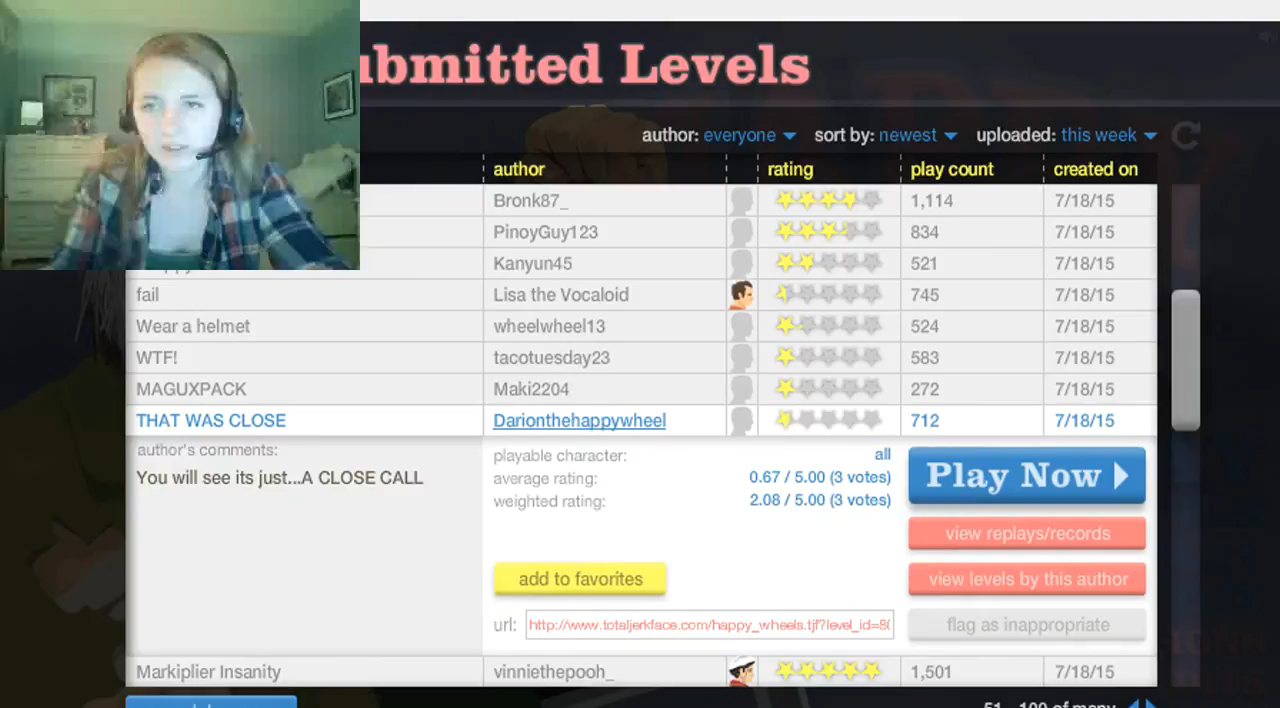 ubmitted Levels
author: everyone sort by: newest uploaded: this week
author rating play count created on
Bronk87_ 1,114 7/18/15
PinoyGuy123 834 7/18/15
Kanyun45 521 7/18/15
fail Lisa the Vocaloid 745 7/18/15
Wear a helmet wheelwheel13 524 7/18/15
WTF! tacotuesday23 583 7/18/15
MAGUXPACK Maki2204 272 7/18/15
THAT WAS CLOSE Darionthehappywheel 712 7/18/15
author's comments:
You will see its just...A CLOSE CALL
playable character: all
average rating: 0.67 / 5.00 (3 votes)
weighted rating: 2.08 / 5.00 (3 votes)
Play Now
view replays/records
add to favorites
view levels by this author
url: http://www.totaljerkface.com/happy_wheels.tjf?level_id=8
flag as inappropriate
Markiplier Insanity vinniethepooh_ 1,501 7/18/15
51 - 100 of many